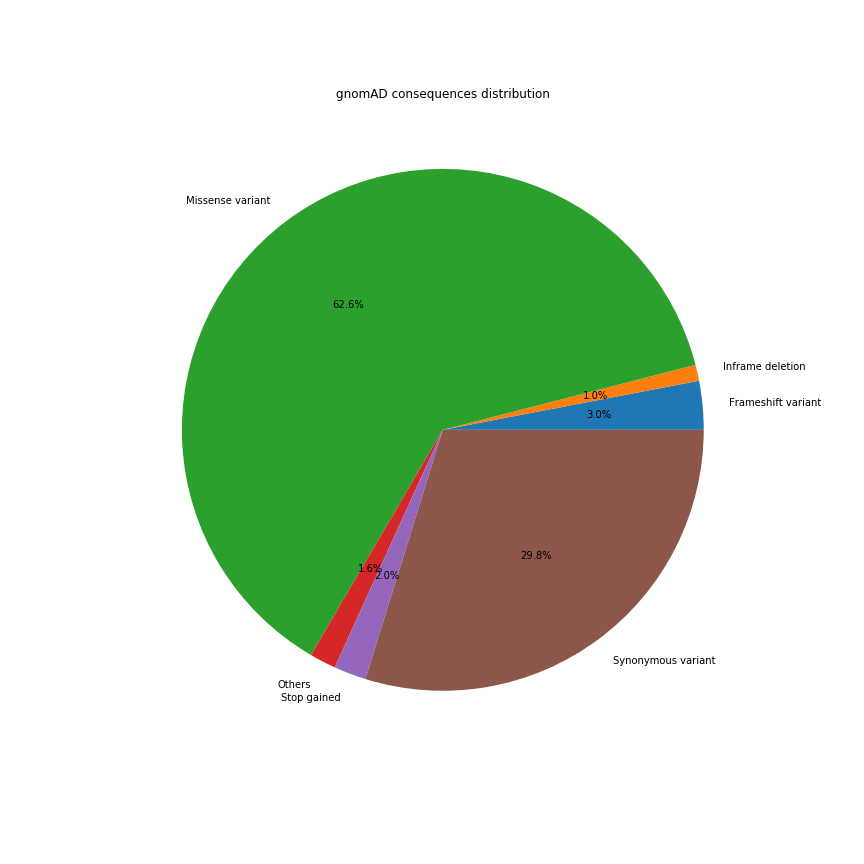 gnomAD consequences distribution
Missense variant
62.6%
Inframe deletion
1.0%
Frameshift variant
3.0%
29.8%
1.6%
2.0%
Synonymous variant
Others
Stop gained